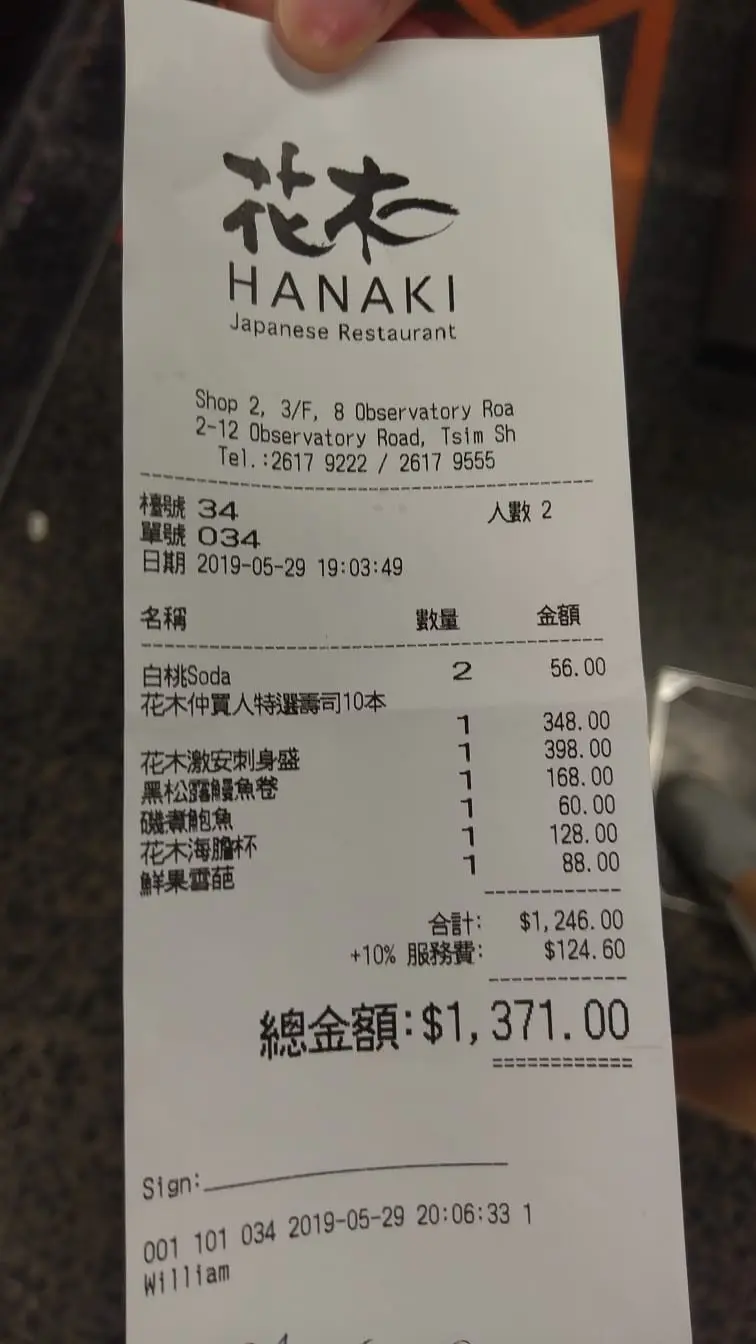 花木
HANAKI
Japanese Restaurant
Shop 2, 3/F, 8 Observatory Roa
2-12 Observatory Road, Tsim Sh
Tel.:2617 9222 / 2617 9555
檯號 34 人數 2
單號 034
日期 2019-05-29 19:03:49
名稱 數量 金額
白桃Soda 2 56.00
花木仲買人特選壽司10本
1 348.00
花木激安刺身盛 1 398.00
黑松露鰻魚卷 1 168.00
磯煮鮑魚 1 60.00
花木海膽杯 1 128.00
鮮果雪葩 1 88.00
合計: $1,246.00
+10% 服務費: $124.60
總金額:$1,371.00
Sign:
001 101 034 2019-05-29 20:06:33 1
William